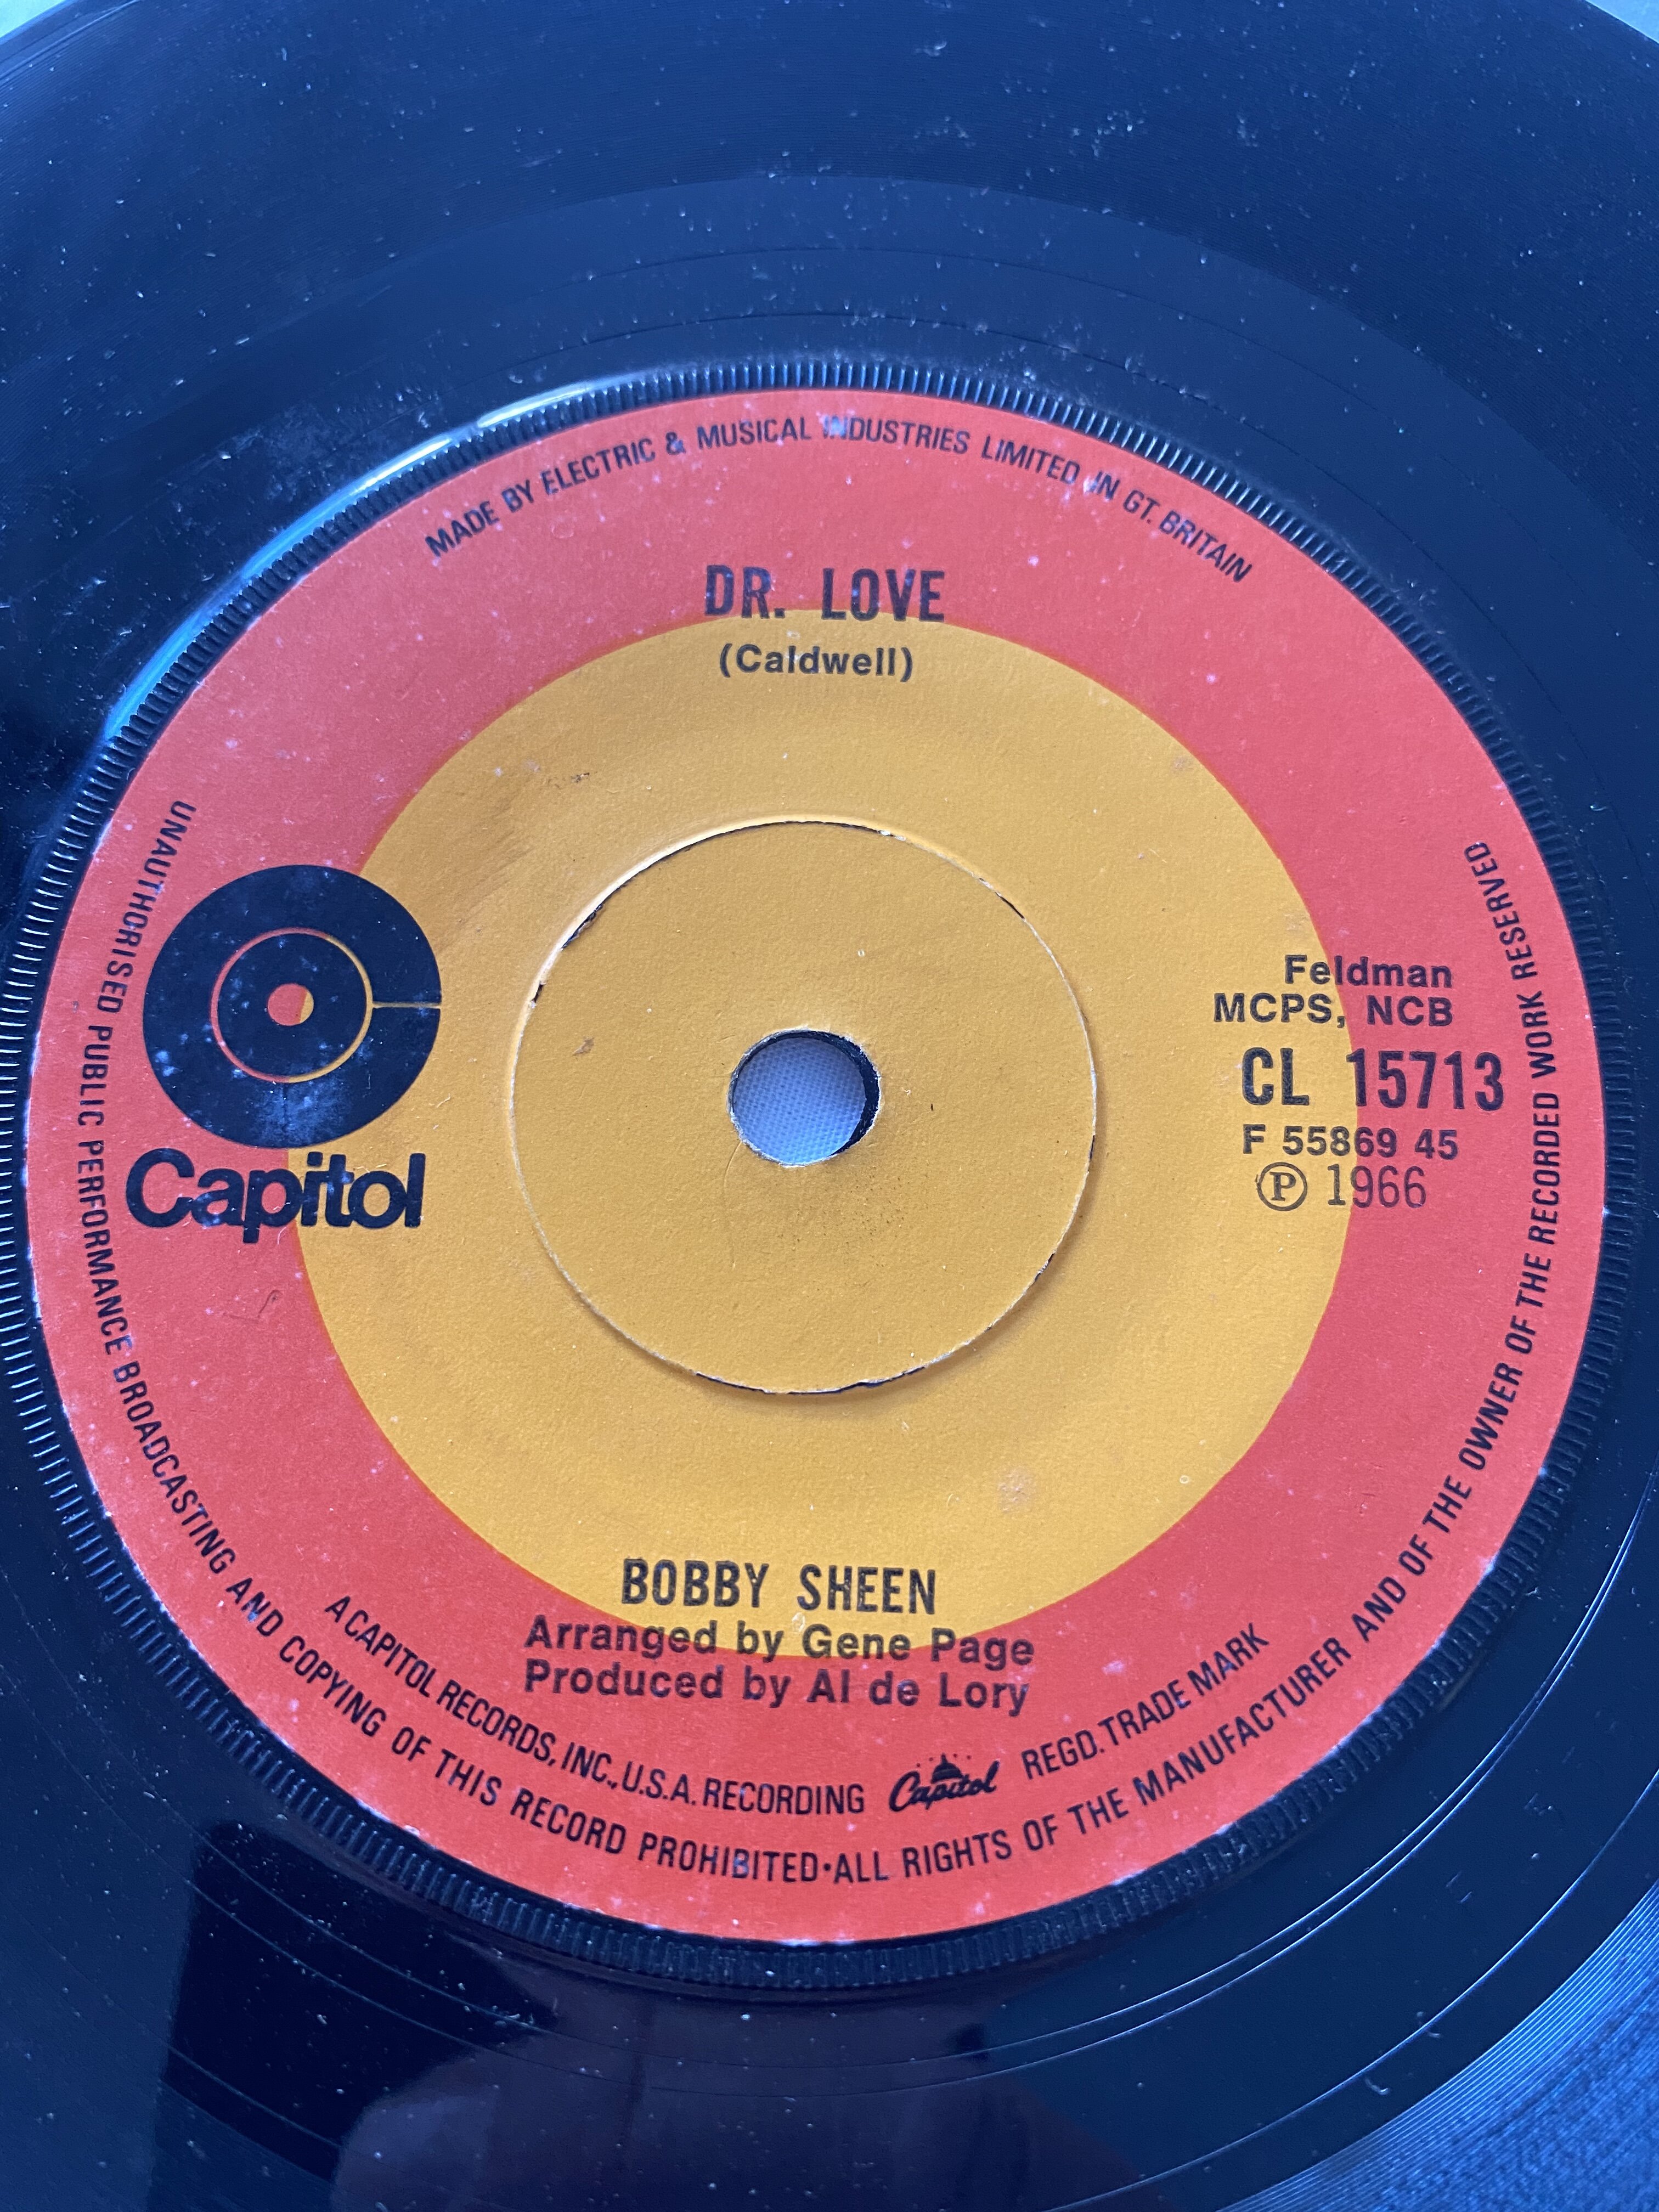 MADE BY ELECTRIC & MUSICAL INDUSTRIES LIMITED IN GT. BRITAIN
DR. LOVE
(Caldwell)
Capitol
Feldman
MCPS, NCB
CL 15713
F 55869 45
Ⓟ 1966
BOBBY SHEEN
Arranged by Gene Page
Produced by Al de Lory
A CAPITOL RECORDS, INC., U.S.A. RECORDING Capitol REGD. TRADE MARK
UNAUTHORISED PUBLIC PERFORMANCE BROADCASTING AND COPYING OF THIS RECORD PROHIBITED·ALL RIGHTS OF THE MANUFACTURER AND OF THE OWNER OF THE RECORDED WORK RESERVED